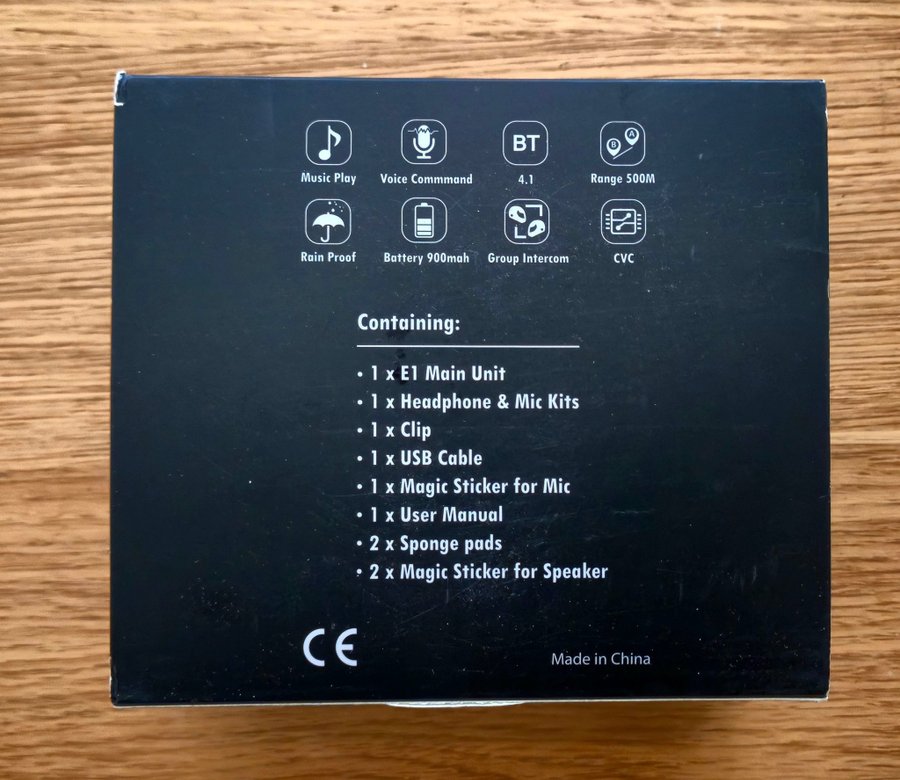 BT
B A
Music Play Voice Commmand 4.1 Range 500M
Rain Proof Battery 900mah Group Intercom CVC
Containing:
• 1 x E1 Main Unit
• 1 x Headphone & Mic Kits
• 1 x Clip
• 1 x USB Cable
• 1 x Magic Sticker for Mic
• 1 x User Manual
• 2 x Sponge pads
• 2 x Magic Sticker for Speaker
CE
Made in China